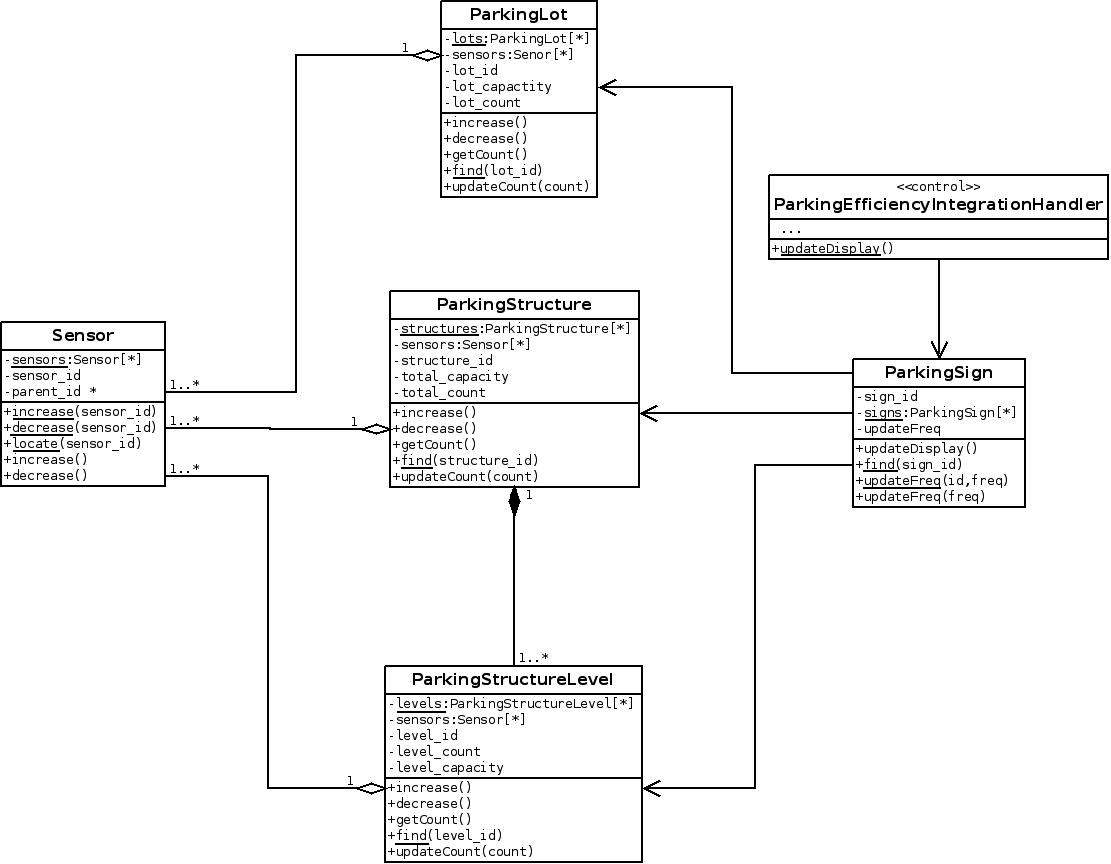 ParkingLot
-lots:ParkingLot[*]
-sensors:Senor[*]
-lot_id
-lot_capactity
-lot_count
+increase()
+decrease()
+getCount()
+find(lot_id)
+updateCount(count)
1
<<control>>
ParkingEfficiencyIntegrationHandler
...
+updateDisplay()
Sensor
-sensors:Sensor[*]
-sensor_id
-parent_id *
+increase(sensor_id)
+decrease(sensor_id)
+locate(sensor_id)
+increase()
+decrease()
1..*
1..*
1..*
ParkingStructure
-structures:ParkingStructure[*]
-sensors:Sensor[*]
-structure_id
-total_capacity
-total_count
+increase()
+decrease()
+getCount()
+find(structure_id)
+updateCount(count)
1
1
1..*
ParkingSign
-sign_id
-signs:ParkingSign[*]
-updateFreq
+updateDisplay()
+find(sign_id)
+updateFreq(id,freq)
+updateFreq(freq)
ParkingStructureLevel
-levels:ParkingStructureLevel[*]
-sensors:Sensor[*]
-level_id
-level_count
-level_capacity
+increase()
+decrease()
+getCount()
+find(level_id)
+updateCount(count)
1